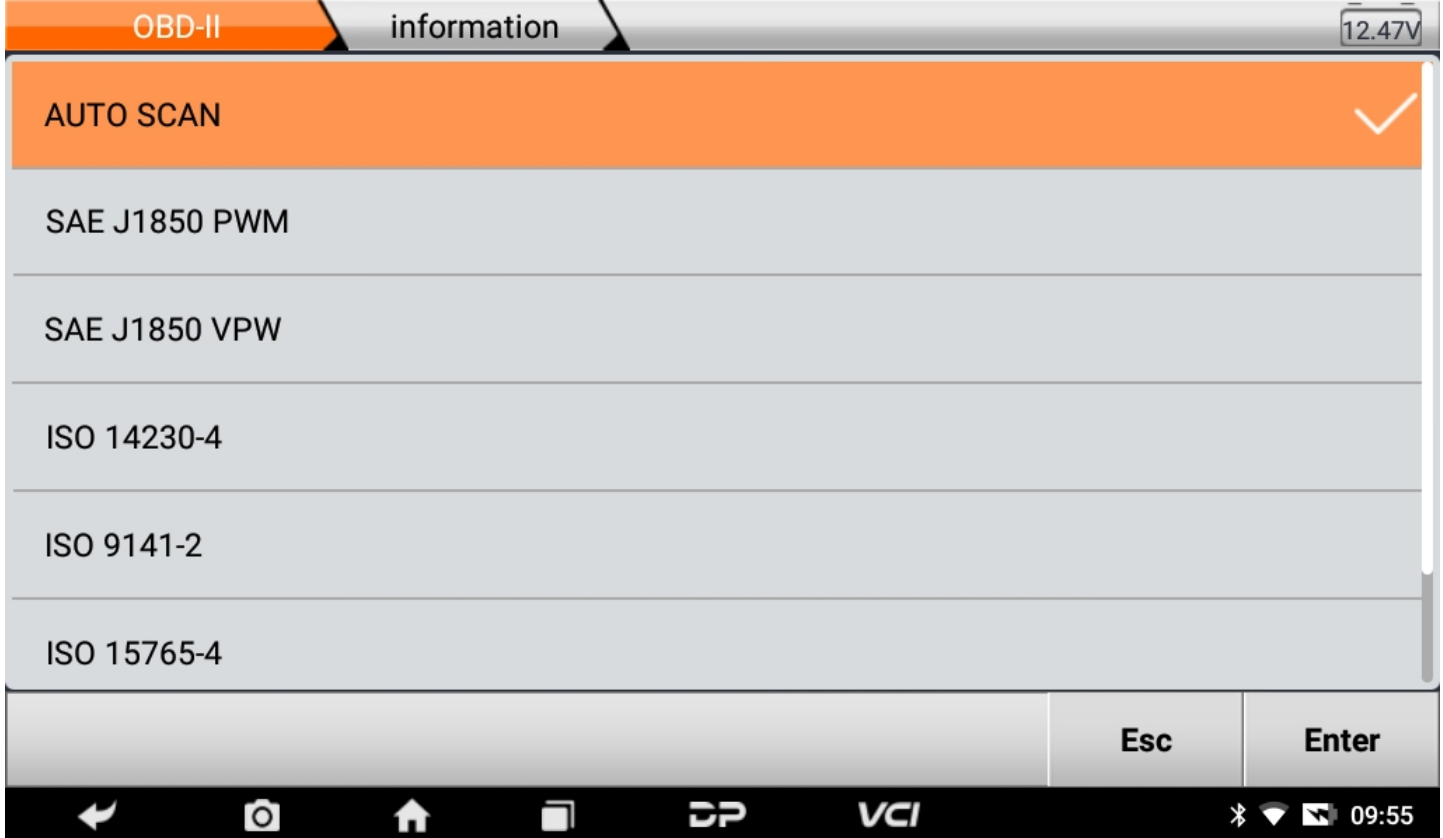 OBD-II information 12.47V
AUTO SCAN
SAE J1850 PWM
SAE J1850 VPW
ISO 14230-4
ISO 9141-2
ISO 15765-4
Esc Enter
DP VCI 09:55